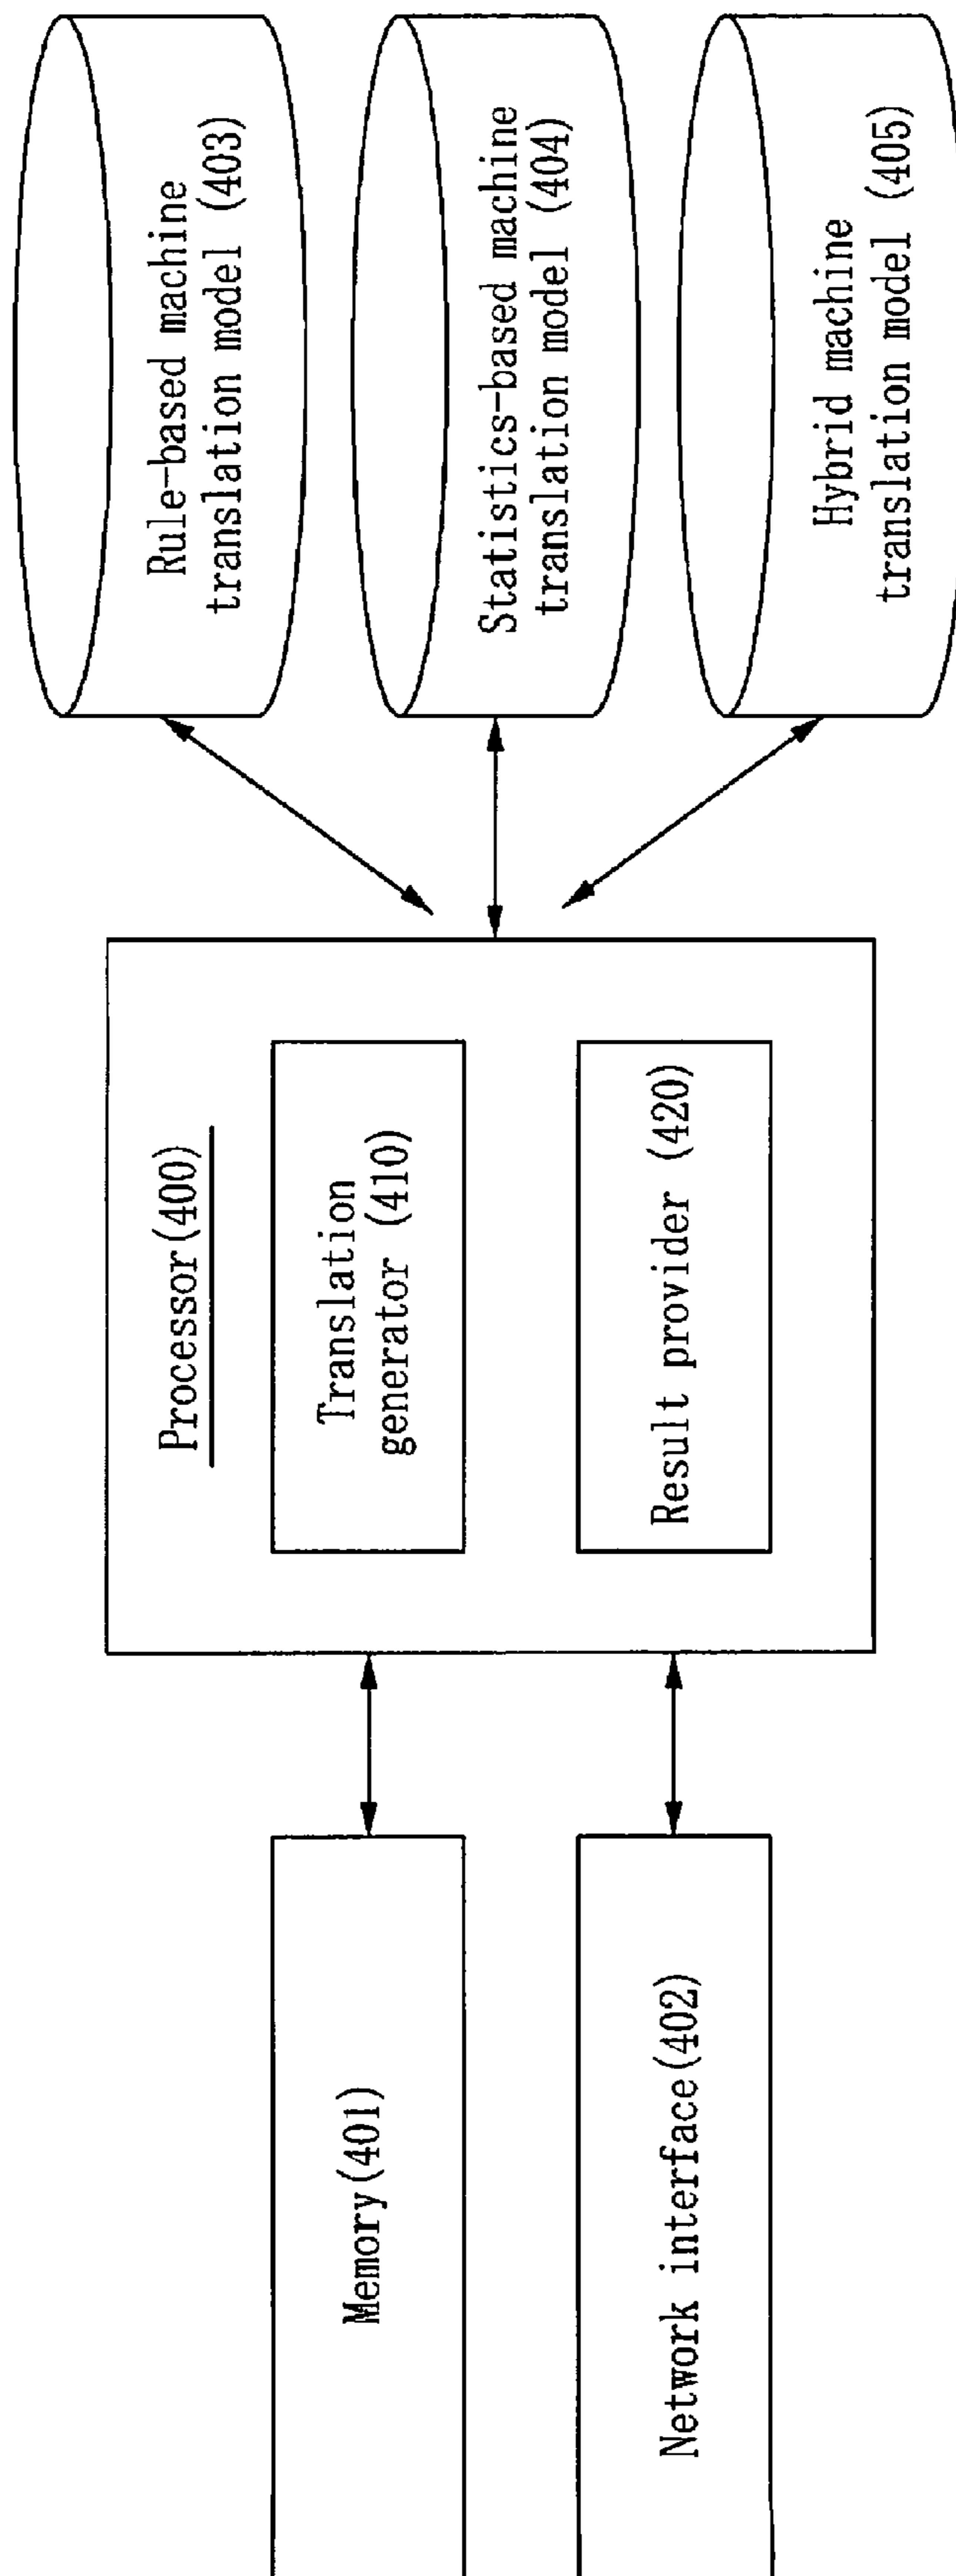 Memory(401)
Network interface(402)
Processor(400)
Translation
generator (410)
Result provider (420)
Rule-based machine
translation model (403)
Statistics-based machine
translation model (404)
Hybrid machine
translation model (405)